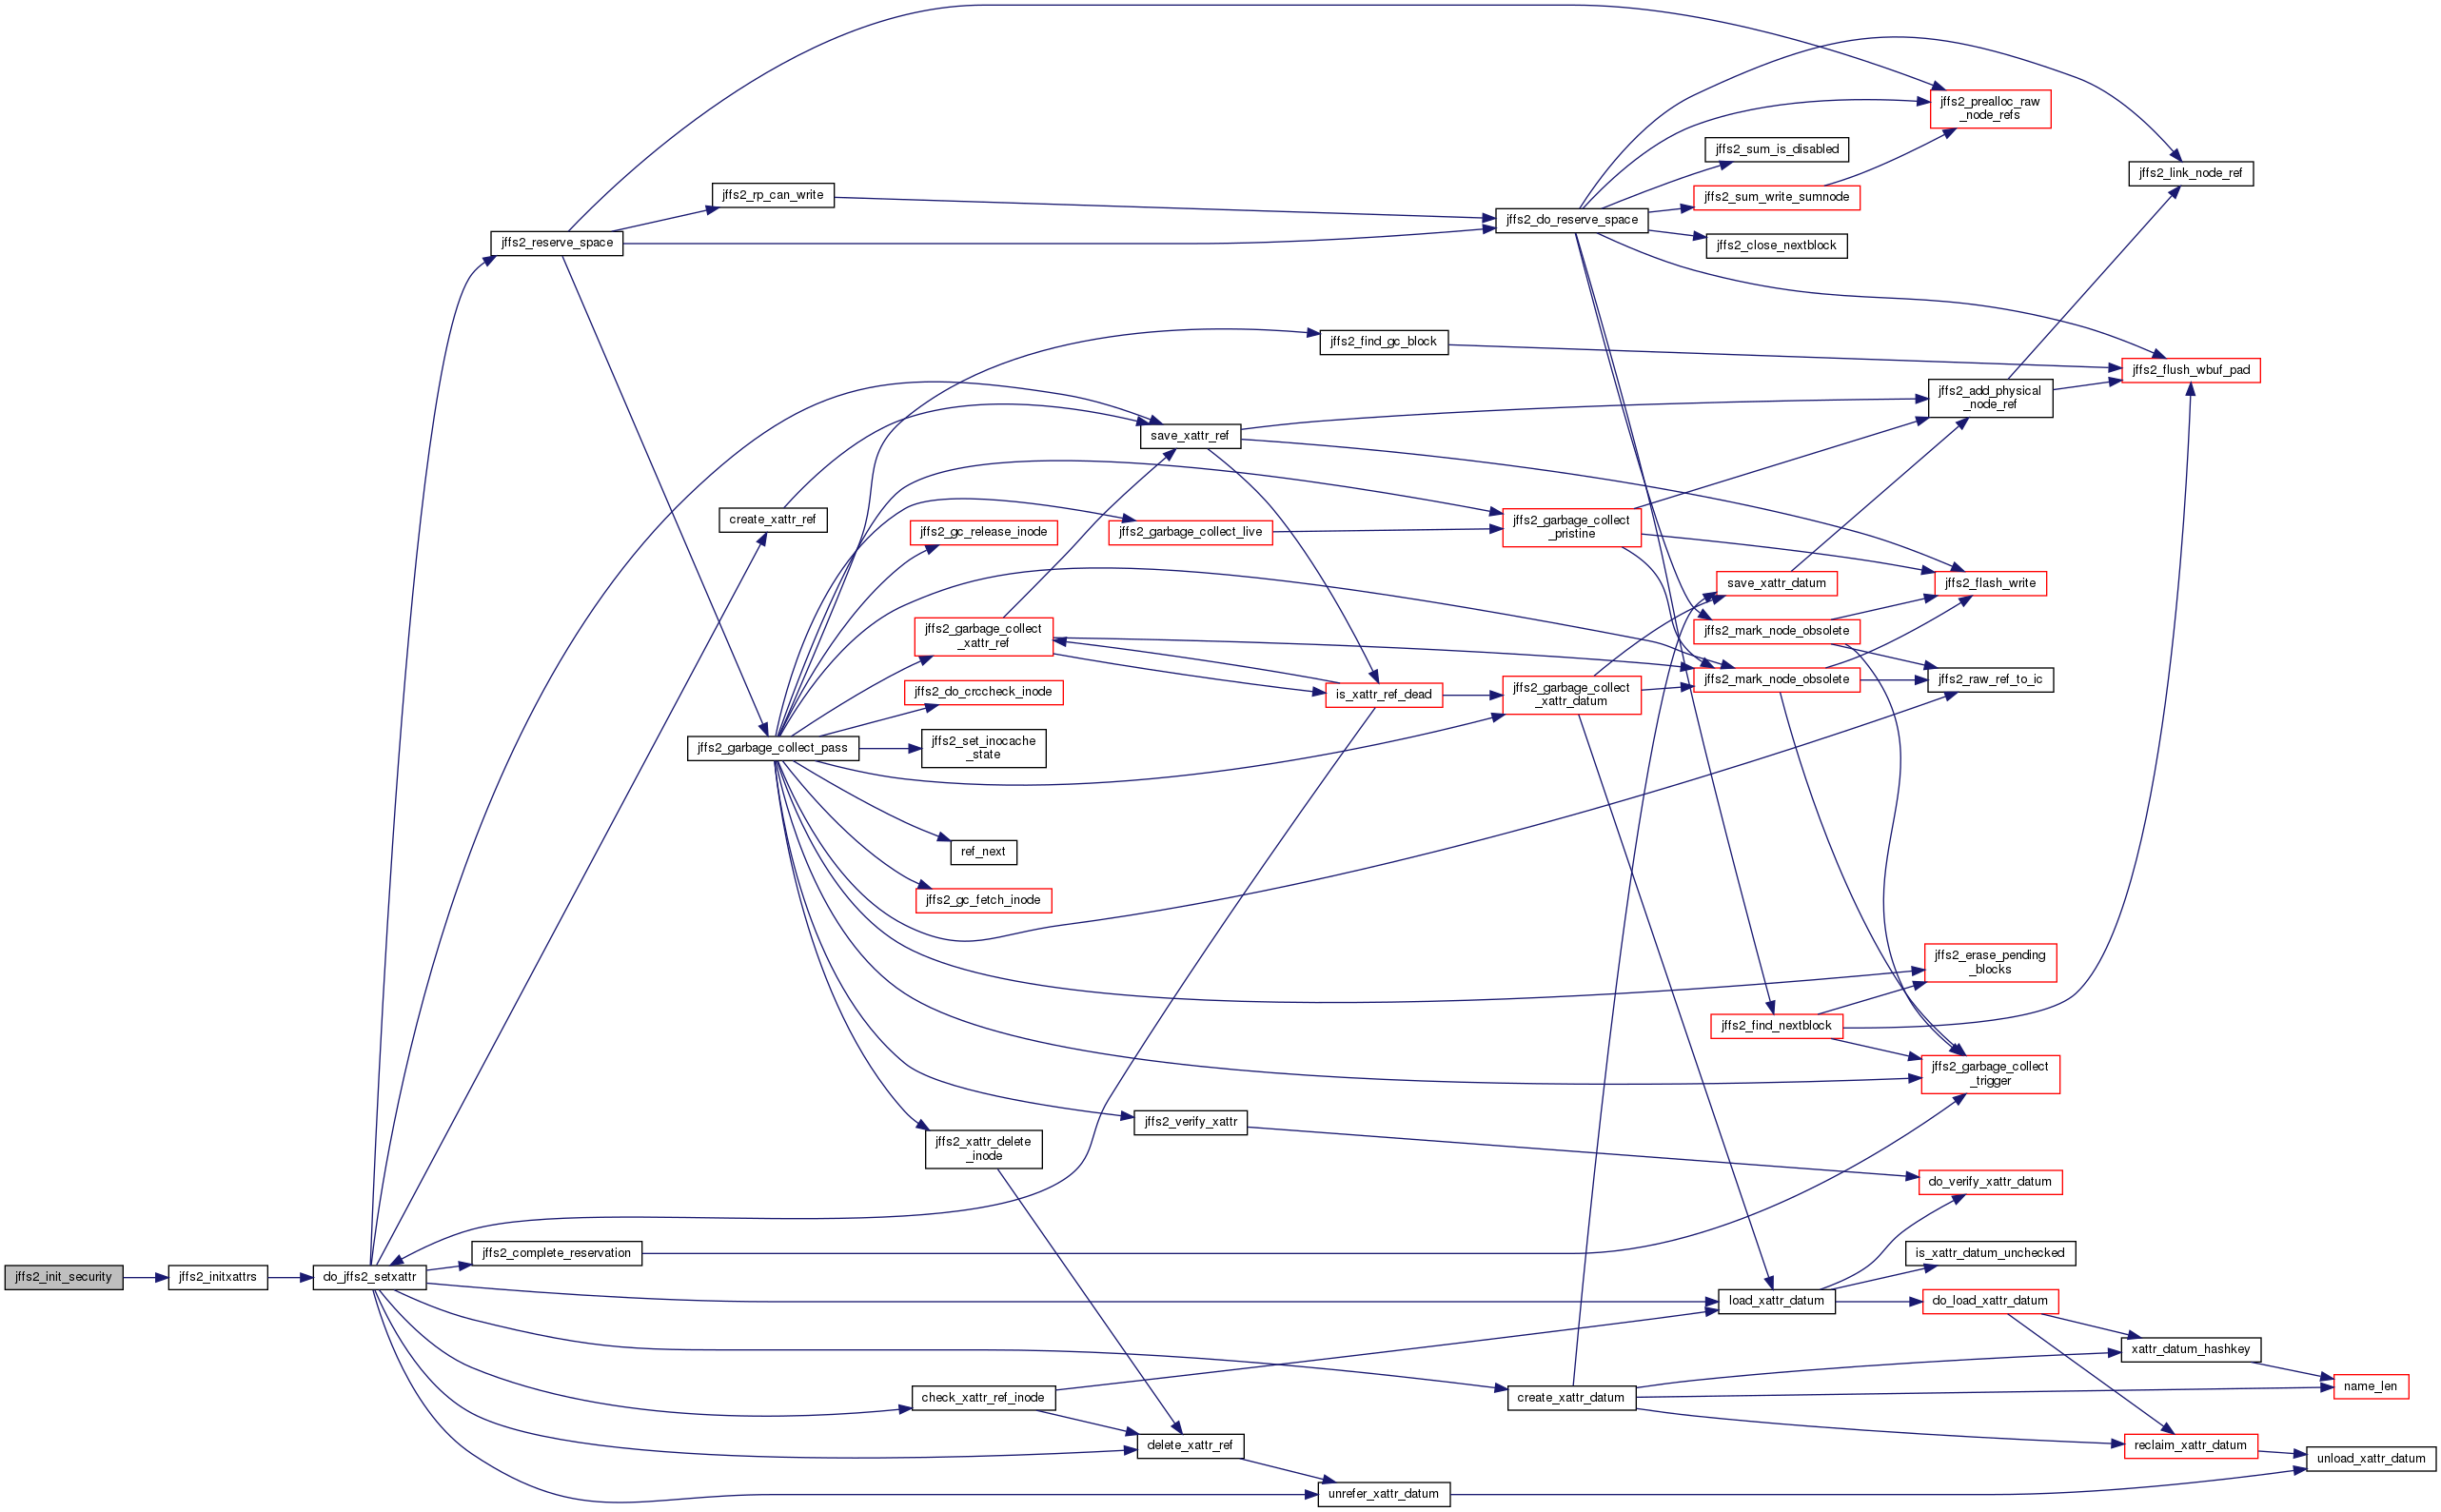 jffs2_prealloc_raw
_node_refs
jffs2_sum_is_disabled
jffs2_link_node_ref
jffs2_rp_can_write
jffs2_sum_write_sumnode
jffs2_do_reserve_space
jffs2_reserve_space
jffs2_close_nextblock
jffs2_find_gc_block
jffs2_flush_wbuf_pad
jffs2_add_physical
_node_ref
save_xattr_ref
create_xattr_ref
jffs2_gc_release_inode
jffs2_garbage_collect_live
jffs2_garbage_collect
_pristine
save_xattr_datum
jffs2_flash_write
jffs2_garbage_collect
_xattr_ref
jffs2_mark_node_obsolete
jffs2_do_crccheck_inode
is_xattr_ref_dead
jffs2_garbage_collect
_xattr_datum
jffs2_mark_node_obsolete
jffs2_raw_ref_to_ic
jffs2_garbage_collect_pass
jffs2_set_inocache
_state
ref_next
jffs2_gc_fetch_inode
jffs2_erase_pending
_blocks
jffs2_find_nextblock
jffs2_garbage_collect
_trigger
jffs2_verify_xattr
jffs2_xattr_delete
_inode
do_verify_xattr_datum
jffs2_complete_reservation
is_xattr_datum_unchecked
jffs2_init_security
jffs2_initxattrs
do_jffs2_setxattr
load_xattr_datum
do_load_xattr_datum
xattr_datum_hashkey
check_xattr_ref_inode
create_xattr_datum
name_len
delete_xattr_ref
reclaim_xattr_datum
unload_xattr_datum
unrefer_xattr_datum